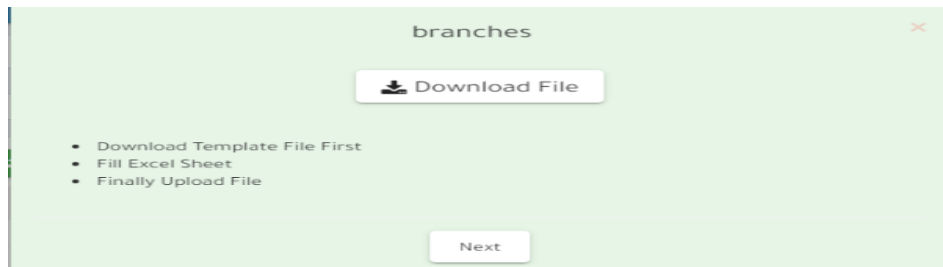 branches
Download File
Download Template File First
Fill Excel Sheet
Finally Upload File
Next